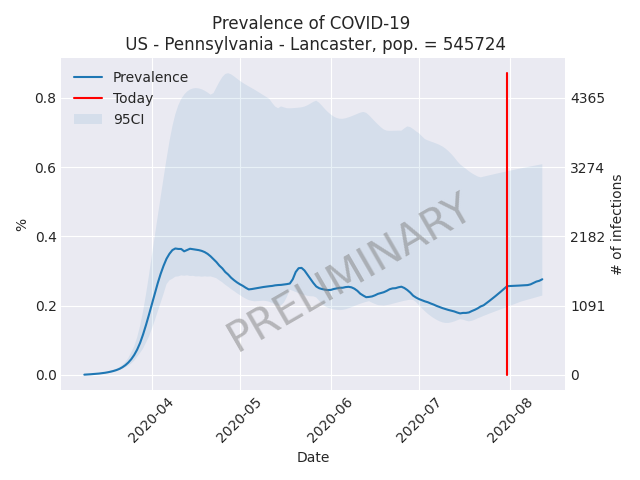 Prevalence of COVID-19
US - Pennsylvania - Lancaster, pop. = 545724
Prevalence
Today
95CI
0.8
0.6
0.4
0.2
0.0
%
4365
3274
2182
1091
0
# of infections
PRELIMINARY
2020-04
2020-05
2020-06
2020-07
2020-08
Date